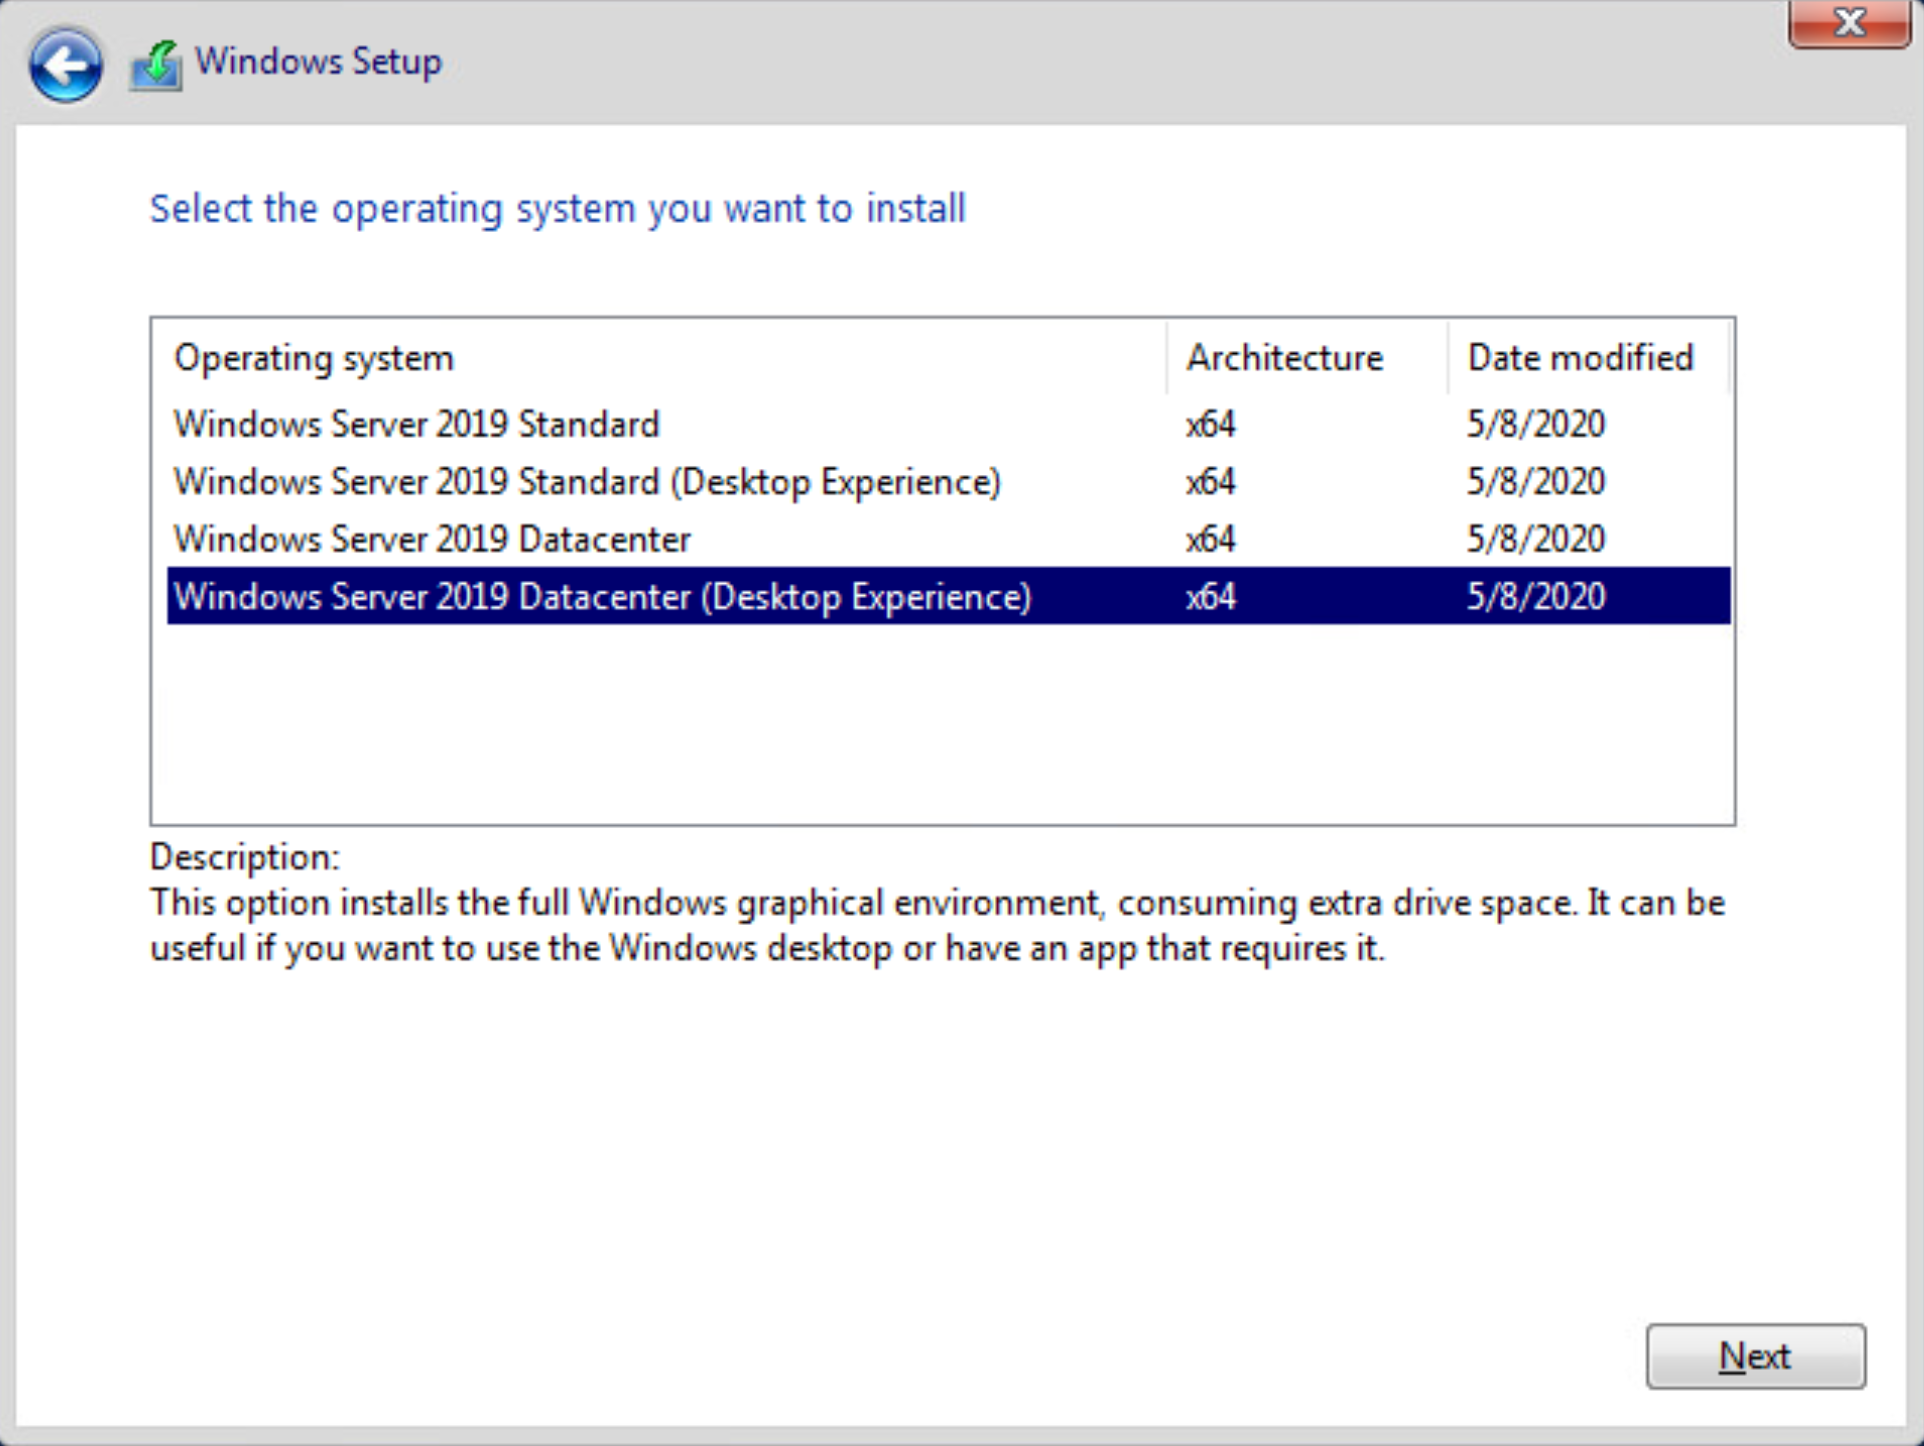 Windows Setup
Select the operating system you want to install
Operating system Architecture Date modified
Windows Server 2019 Standard x64 5/8/2020
Windows Server 2019 Standard (Desktop Experience) x64 5/8/2020
Windows Server 2019 Datacenter x64 5/8/2020
Windows Server 2019 Datacenter (Desktop Experience) x64 5/8/2020
Description:
This option installs the full Windows graphical environment, consuming extra drive space. It can be
useful if you want to use the Windows desktop or have an app that requires it.
Next